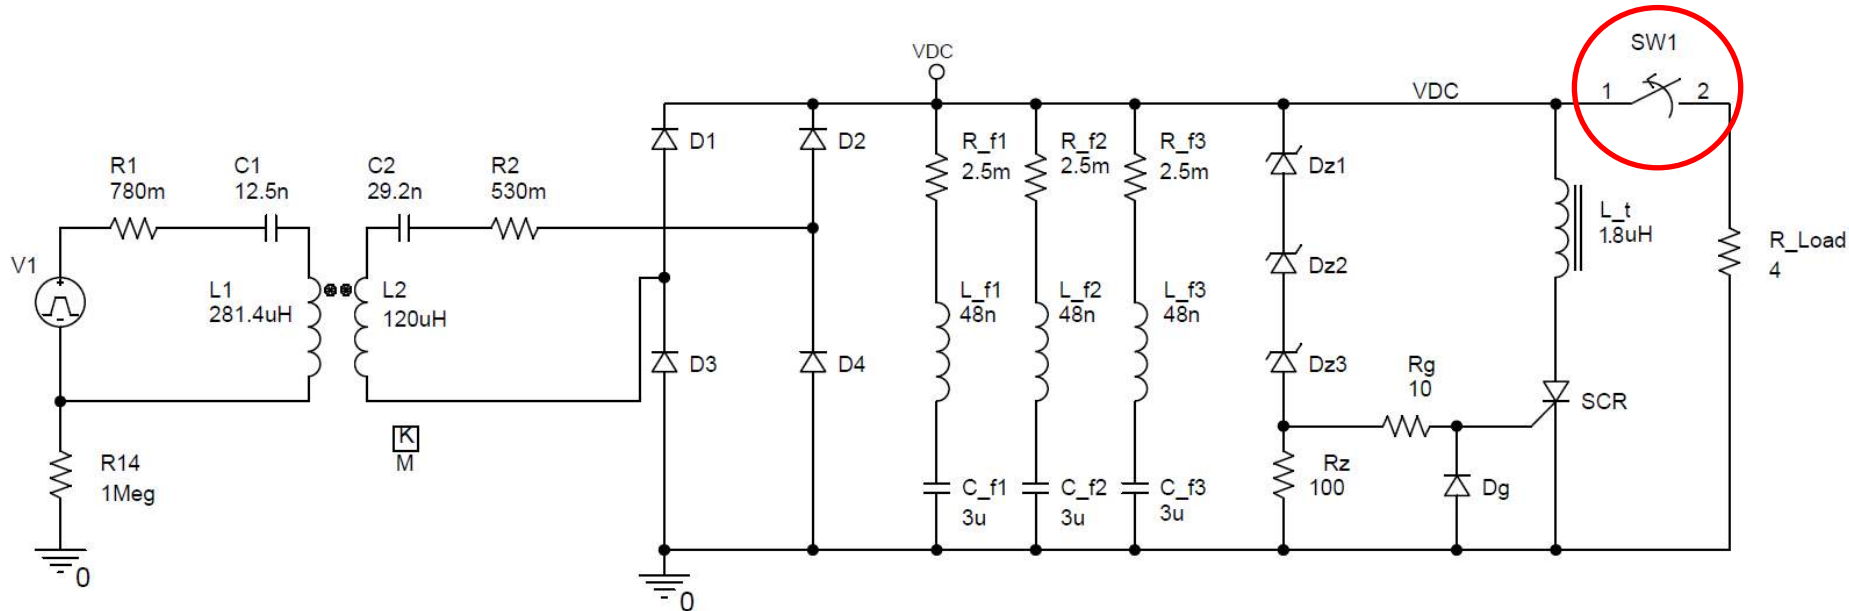 SW1
VDC
VDC
1
2
D1
D2
R_f1
2.5m
R_f2
2.5m
R_f3
2.5m
Dz1
R1
780m
C1
12.5n
C2
29.2n
R2
530m
L_t
1.8uH
R_Load
4
V1
L1
281.4uH
L2
120uH
L_f1
48n
L_f2
48n
L_f3
48n
Dz2
D3
D4
Dz3
Rg
10
SCR
K
M
R14
1Meg
C_f1
3u
C_f2
3u
C_f3
3u
Rz
100
Dg
0
0